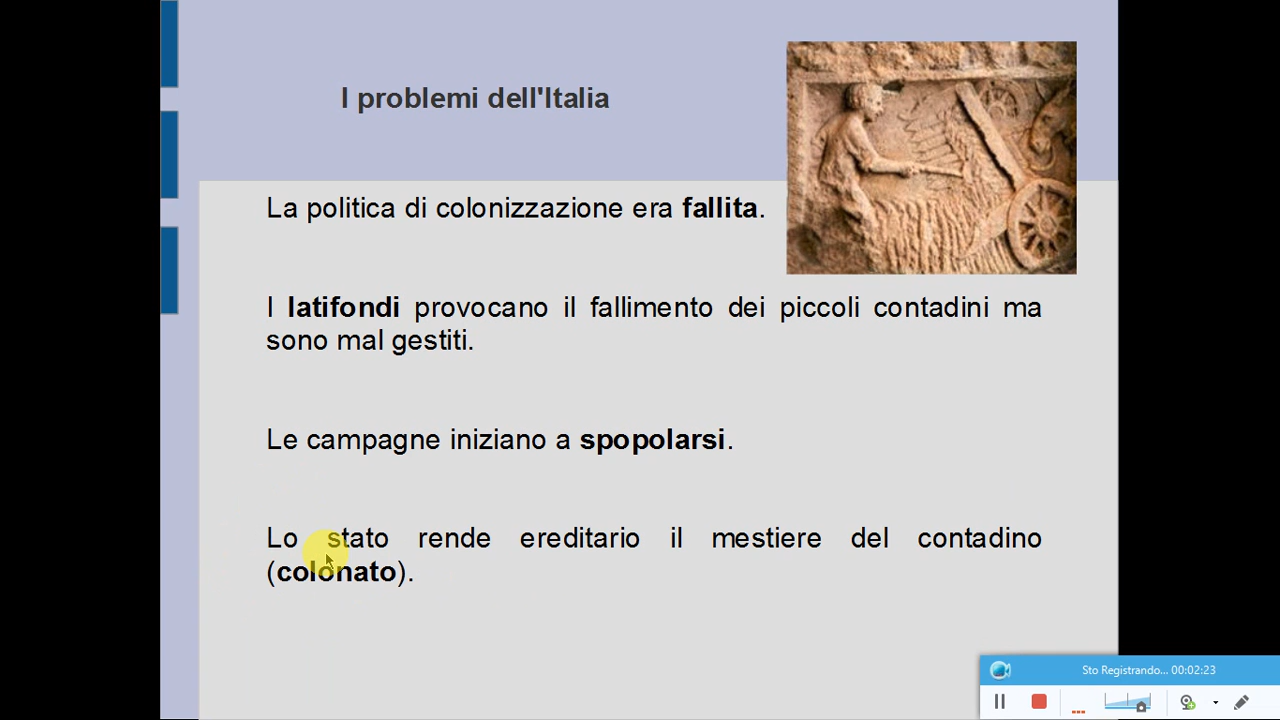 I problemi dell'Italia
La politica di colonizzazione era fallita.
I latifondi provocano il fallimento dei piccoli contadini ma
sono mal gestiti.
Le campagne iniziano a spopolarsi.
Lo stato rende ereditario il mestiere del contadino
(colonato).
Sto Registrando... 00:02:23